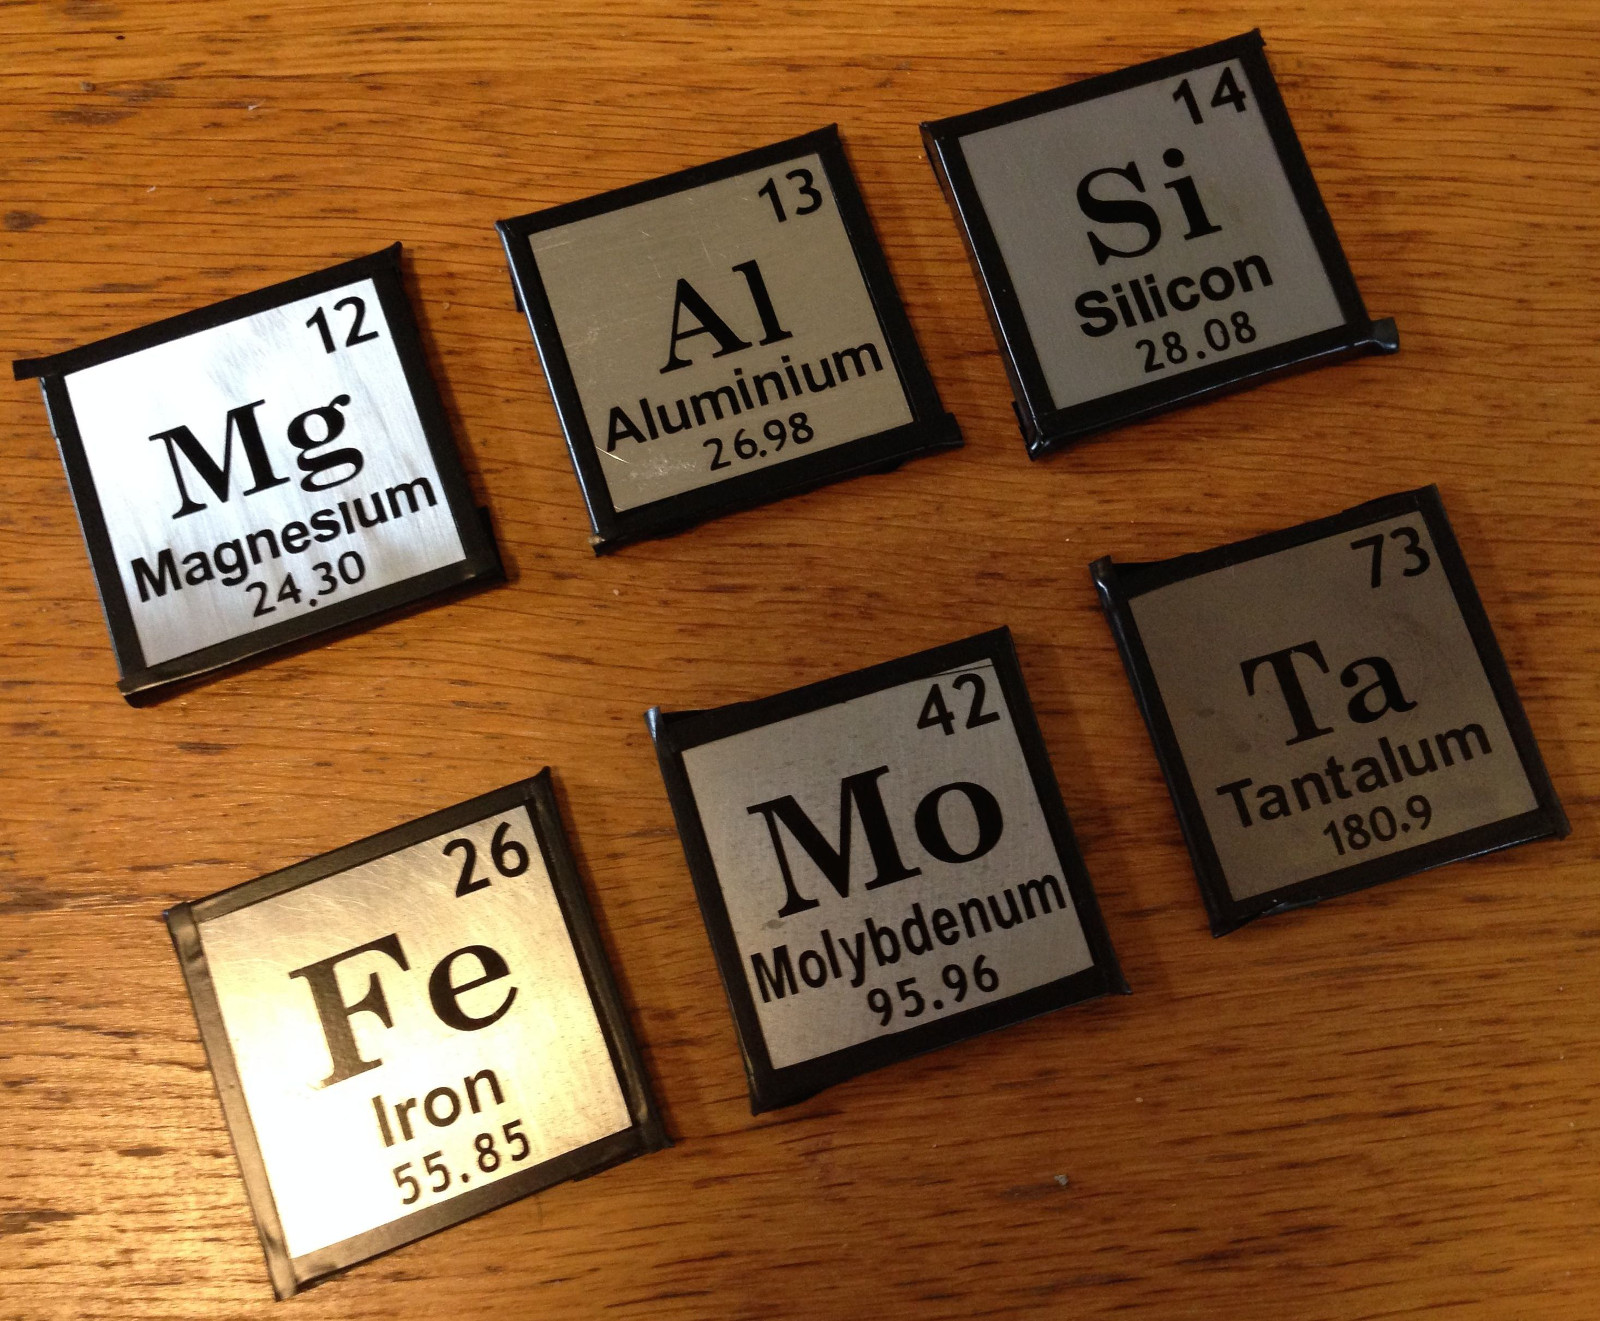 12
Mg
Magnesium
24.30
13
Al
Aluminium
26.98
14
Si
Silicon
28.08
26
Fe
Iron
55.85
42
Mo
Molybdenum
95.96
73
Ta
Tantalum
180.9